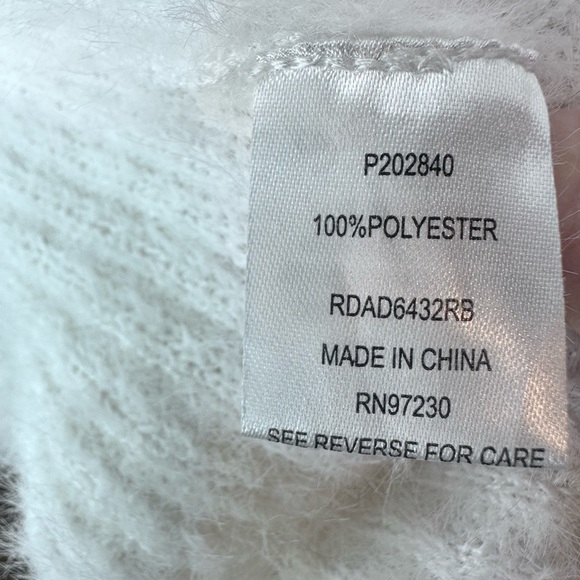 P202840
100%POLYESTER
RDAD6432RB
MADE IN CHINA
RN97230
SEE REVERSE FOR CARE